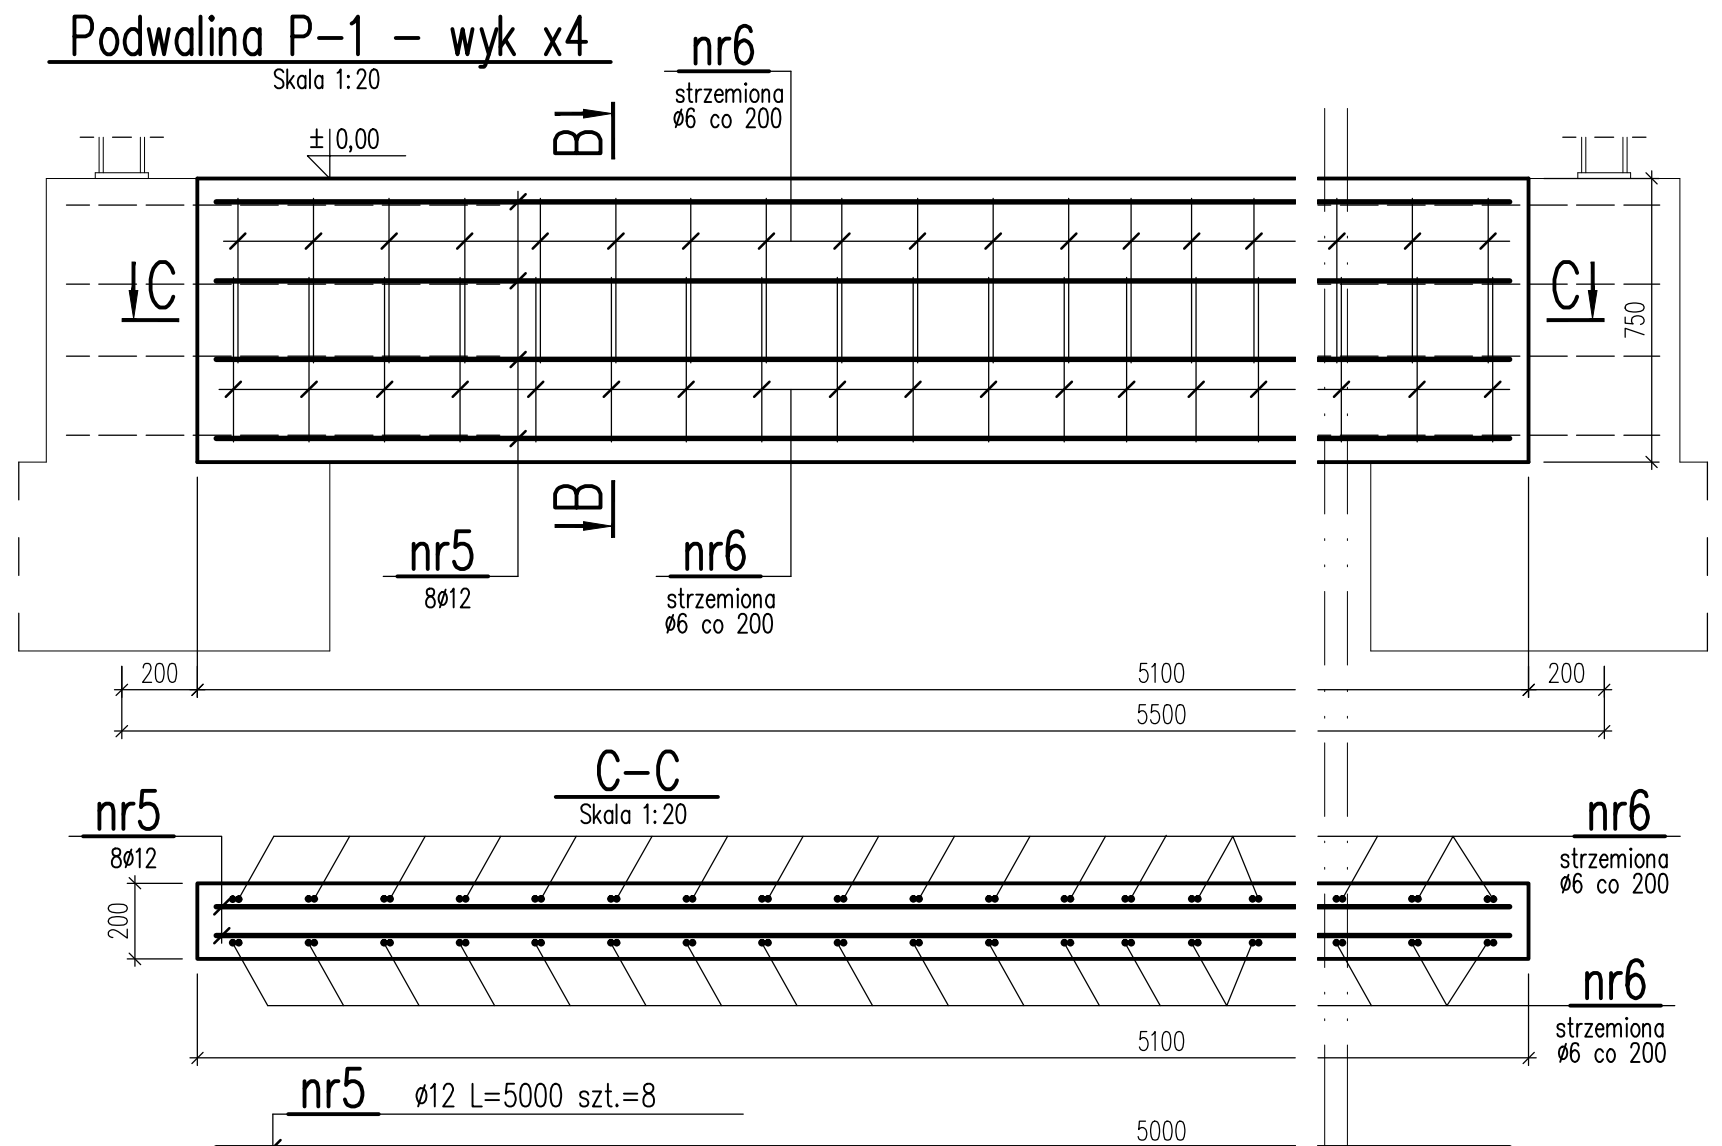 Podwalina P-1 - wyk x4
Skala 1:20
nr6
strzemiona
ø6 co 200
B
±0,00
C
C
750
B
nr5
8ø12
nr6
strzemiona
ø6 co 200
200
5100
200
5500
C-C
Skala 1:20
nr5
8ø12
nr6
strzemiona
ø6 co 200
200
nr6
strzemiona
ø6 co 200
5100
nr5 ø12 L=5000 szt.=8
5000